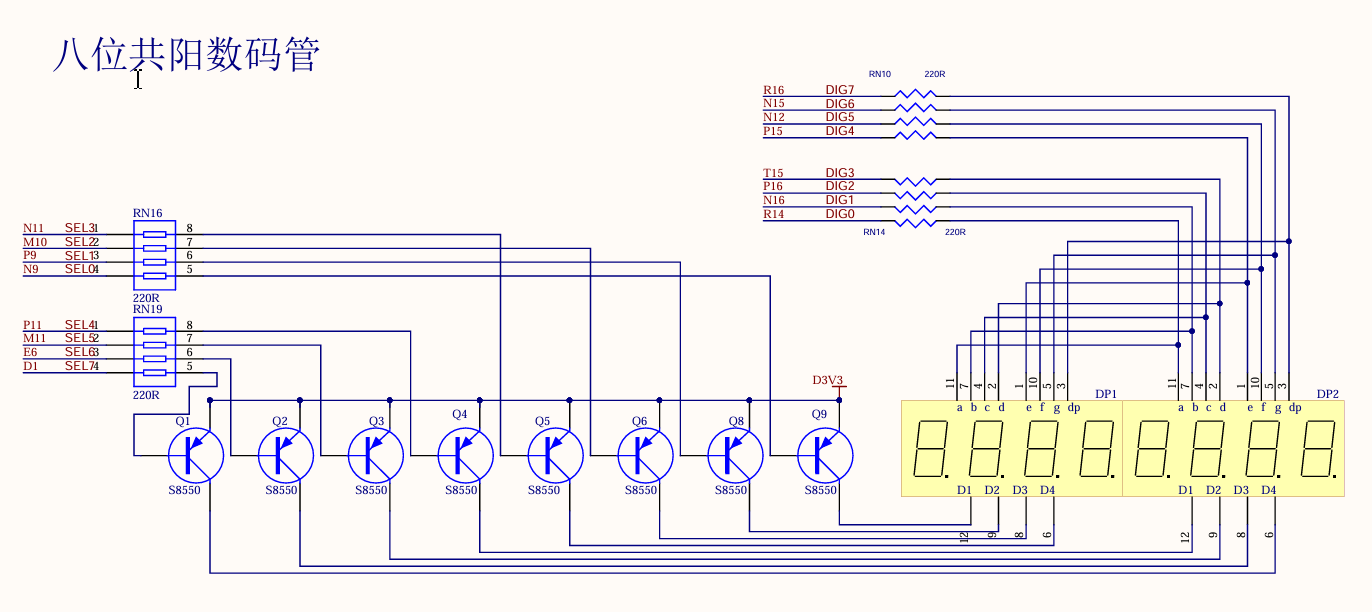 八位共阳数码管
RN10 220R
R16 DIG7
N15 DIG6
N12 DIG5
P15 DIG4
T15 DIG3
P16 DIG2
N16 DIG1
R14 DIG0
RN14 220R
RN16
N11 SEL3 1 8
M10 SEL2 2 7
P9 SEL1 3 6
N9 SEL0 4 5
220R
RN19
P11 SEL4 1 8
M11 SEL5 2 7
E6 SEL6 3 6
D1 SEL7 4 5
220R
D3V3
Q1 Q2 Q3 Q4 Q5 Q6 Q8 Q9
S8550 S8550 S8550 S8550 S8550 S8550 S8550 S8550
11 7 4 2 1 10 5 3 DP1
a b c d e f g dp
D1 D2 D3 D4
12 9 8 6
11 7 4 2 1 10 5 3 DP2
a b c d e f g dp
D1 D2 D3 D4
12 9 8 6